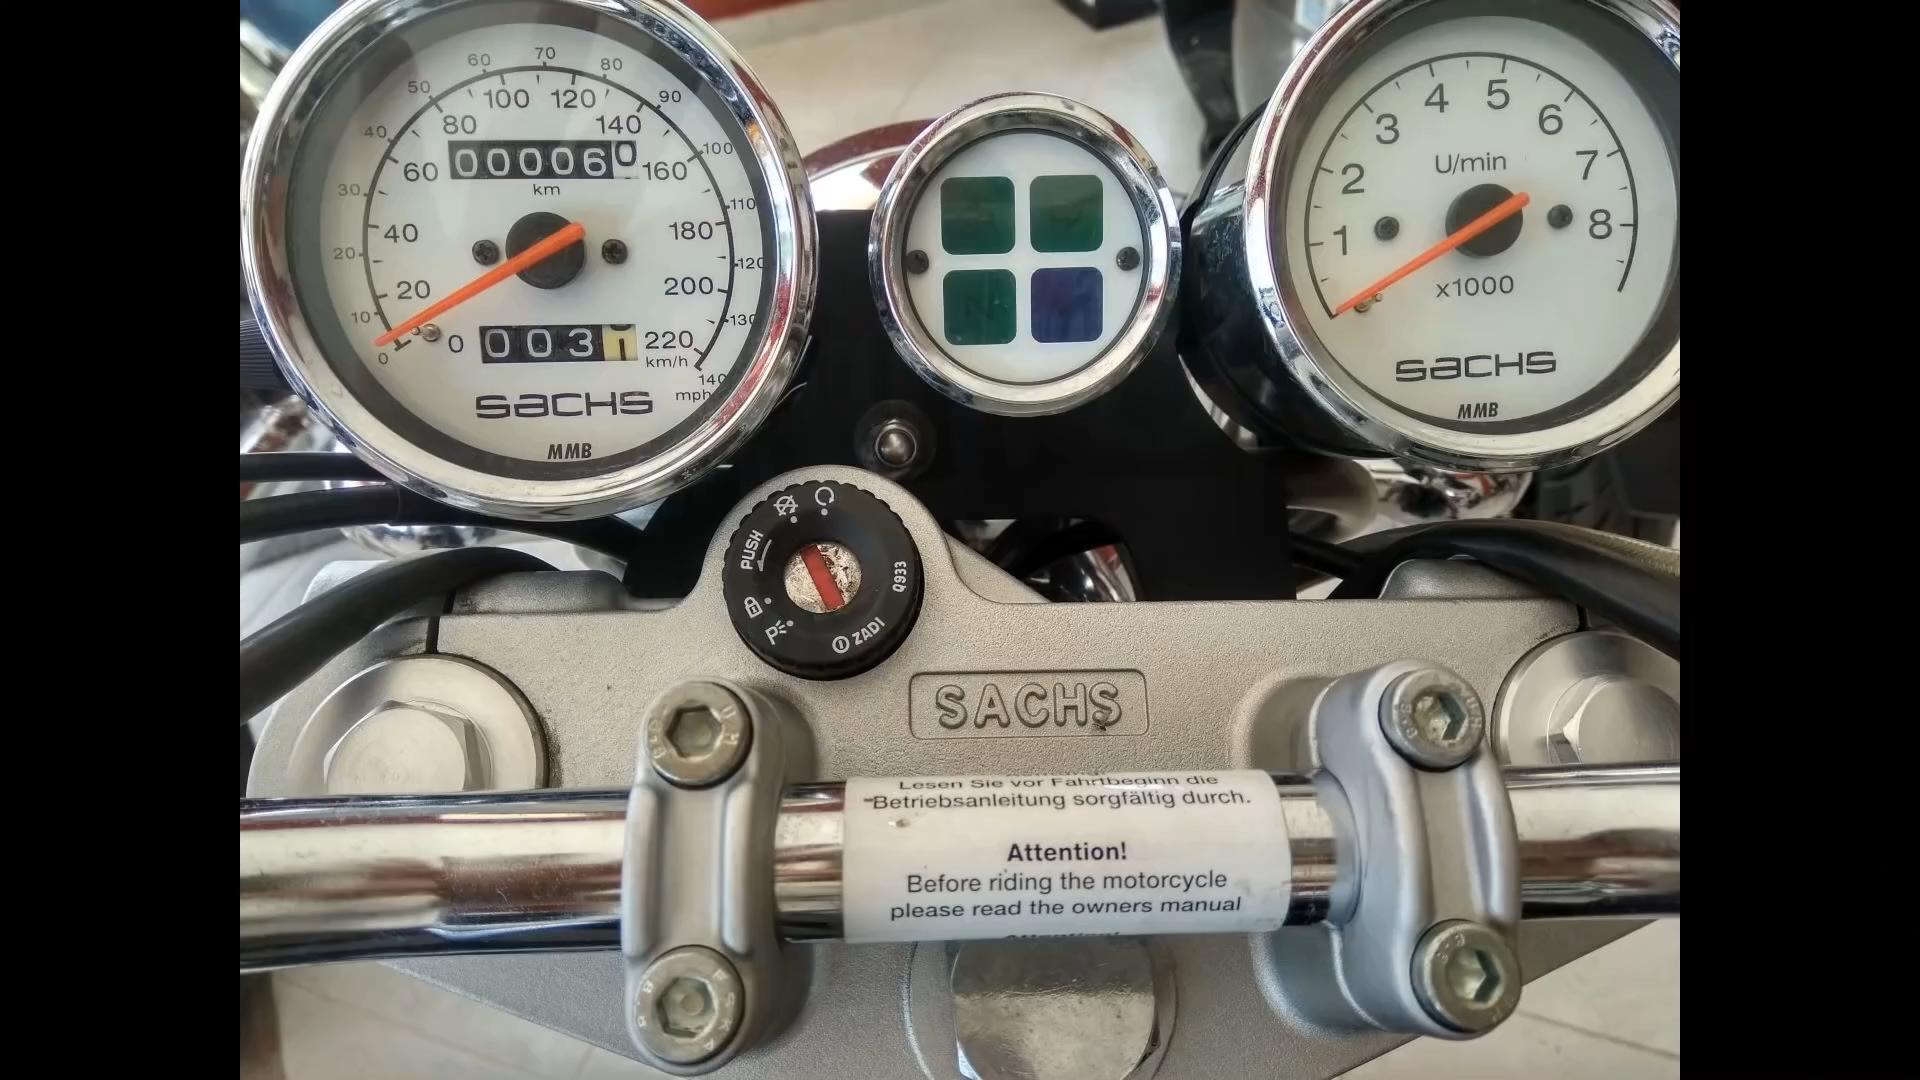 60 70 80
50 90
100 120
40 80 140 100
000060
30 60 160
km
110
20 40 180
120
10 20 200
130
0 0 003 220
km/h
140
mph
SACHS
MMB
4 5
3 6
U/min
2 7
1 8
x1000
SACHS
MMB
PUSH
Q933
P
ZADI
SACHS
Lesen Sie vor Fahrtbeginn die
Betriebsanleitung sorgfältig durch.
Attention!
Before riding the motorcycle
please read the owners manual
Attention!